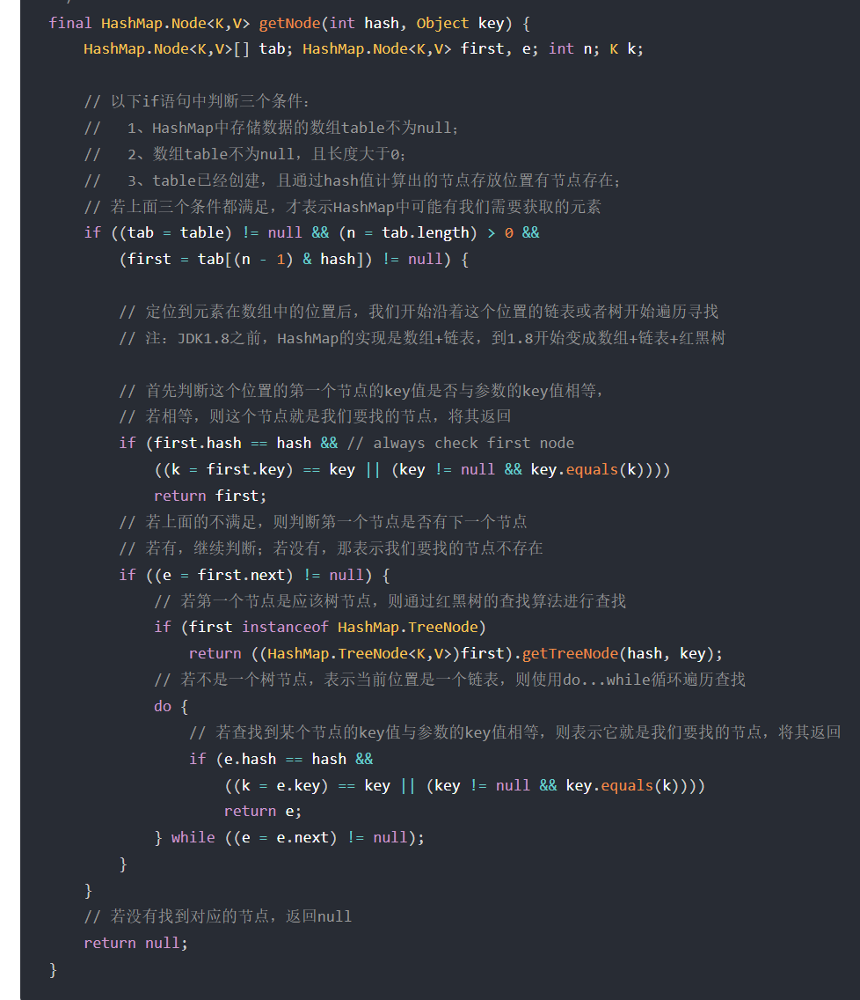 final HashMap.Node<K,V> getNode(int hash, Object key) {
HashMap.Node<K,V>[] tab; HashMap.Node<K,V> first, e; int n; K k;
// 以下if语句中判断三个条件：
// 1、HashMap中存储数据的数组table不为null；
// 2、数组table不为null，且长度大于0；
// 3、table已经创建，且通过hash值计算出的节点存放位置有节点存在；
// 若上面三个条件都满足，才表示HashMap中可能有我们需要获取的元素
if ((tab = table) != null && (n = tab.length) > 0 &&
(first = tab[(n - 1) & hash]) != null) {
// 定位到元素在数组中的位置后，我们开始沿着这个位置的链表或者树开始遍历寻找
// 注：JDK1.8之前，HashMap的实现是数组+链表，到1.8开始变成数组+链表+红黑树
// 首先判断这个位置的第一个节点的key值是否与参数的key值相等，
// 若相等，则这个节点就是我们要找的节点，将其返回
if (first.hash == hash && // always check first node
((k = first.key) == key || (key != null && key.equals(k))))
return first;
// 若上面的不满足，则判断第一个节点是否有下一个节点
// 若有，继续判断；若没有，那表示我们要找的节点不存在
if ((e = first.next) != null) {
// 若第一个节点是应该树节点，则通过红黑树的查找算法进行查找
if (first instanceof HashMap.TreeNode)
return ((HashMap.TreeNode<K,V>)first).getTreeNode(hash, key);
// 若不是一个树节点，表示当前位置是一个链表，则使用do...while循环遍历查找
do {
// 若查找到某个节点的key值与参数的key值相等，则表示它就是我们要找的节点，将其返回
if (e.hash == hash &&
((k = e.key) == key || (key != null && key.equals(k))))
return e;
} while ((e = e.next) != null);
}
}
// 若没有找到对应的节点，返回null
return null;
}